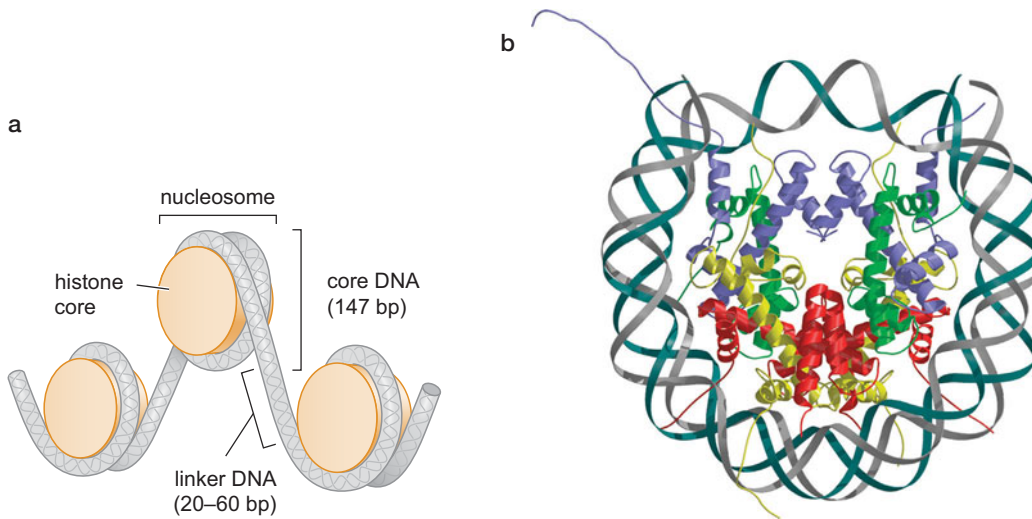 a
nucleosome
histone
core
core DNA
(147 bp)
linker DNA
(20–60 bp)
b